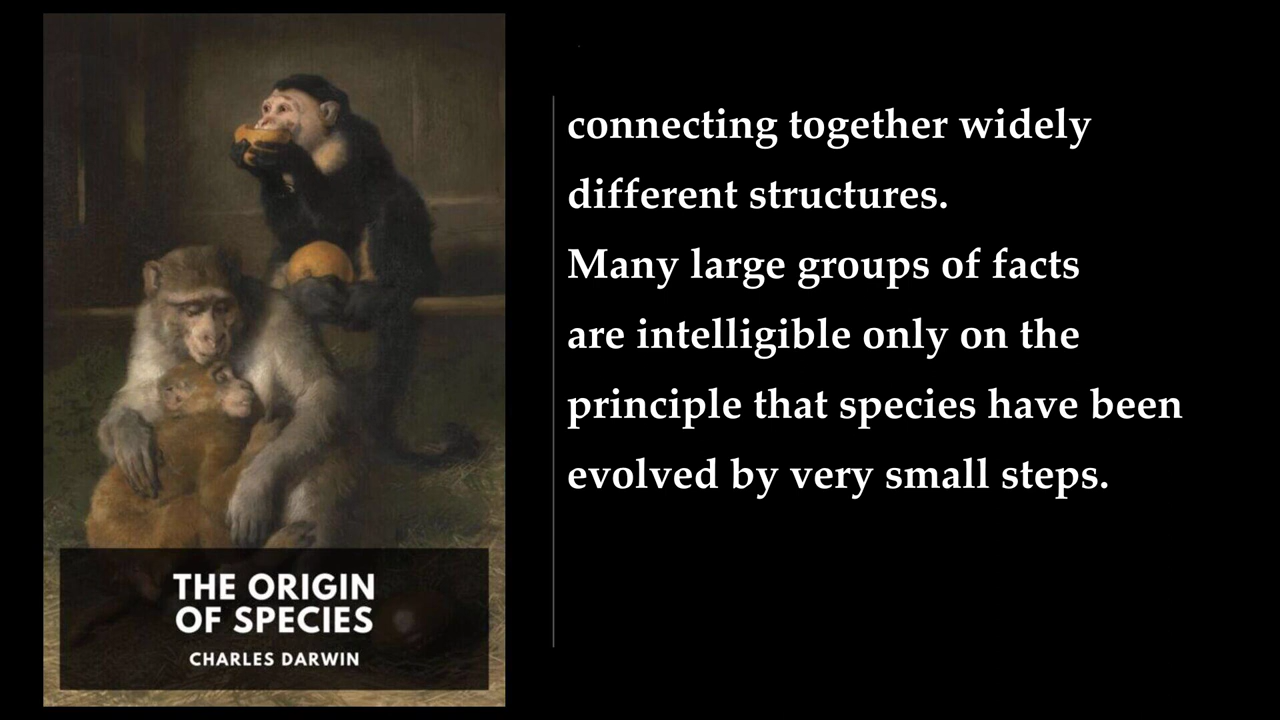 THE ORIGIN
OF SPECIES
CHARLES DARWIN
connecting together widely
different structures.
Many large groups of facts
are intelligible only on the
principle that species have been
evolved by very small steps.